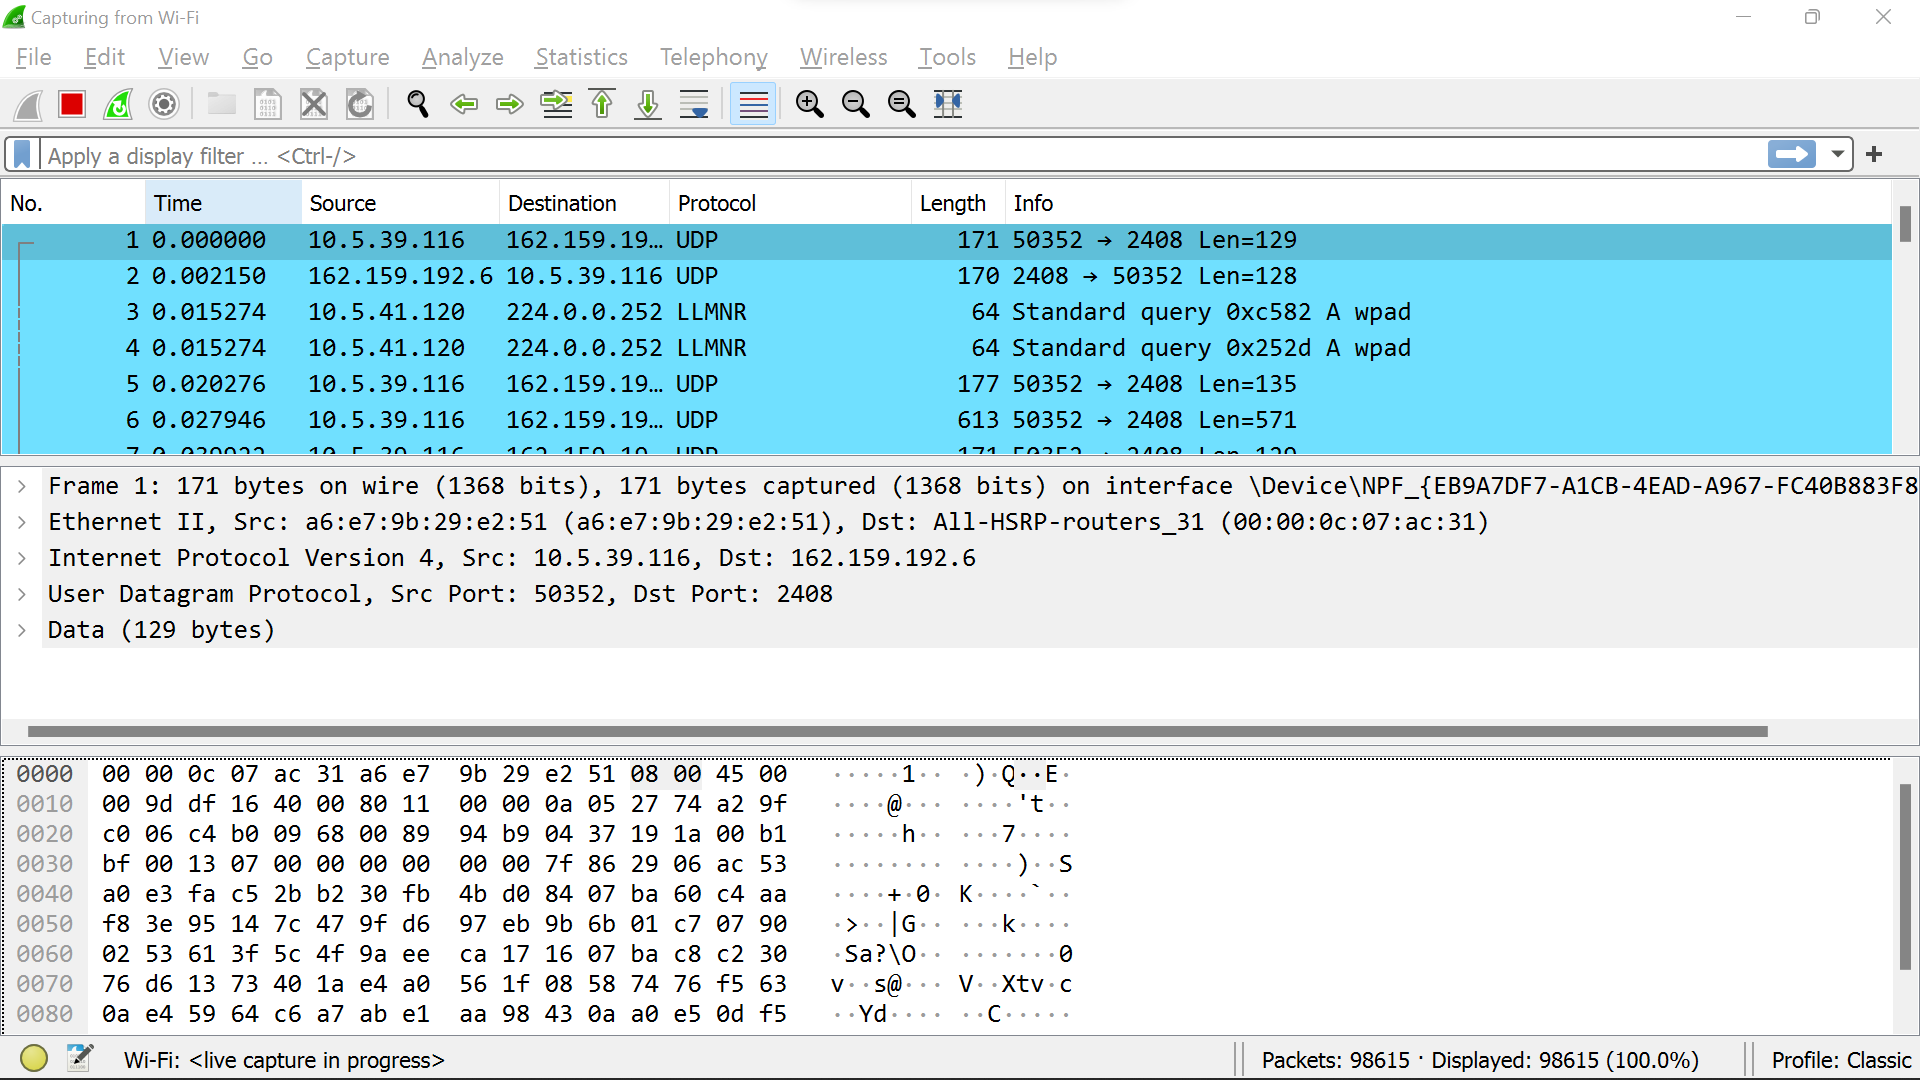 Capturing from Wi-Fi
File Edit View Go Capture Analyze Statistics Telephony Wireless Tools Help
Apply a display filter ... <Ctrl-/>
No. Time Source Destination Protocol Length Info
1 0.000000 10.5.39.116 162.159.19… UDP 171 50352 → 2408 Len=129
2 0.002150 162.159.192.6 10.5.39.116 UDP 170 2408 → 50352 Len=128
3 0.015274 10.5.41.120 224.0.0.252 LLMNR 64 Standard query 0xc582 A wpad
4 0.015274 10.5.41.120 224.0.0.252 LLMNR 64 Standard query 0x252d A wpad
5 0.020276 10.5.39.116 162.159.19… UDP 177 50352 → 2408 Len=135
6 0.027946 10.5.39.116 162.159.19… UDP 613 50352 → 2408 Len=571
Frame 1: 171 bytes on wire (1368 bits), 171 bytes captured (1368 bits) on interface \Device\NPF_{EB9A7DF7-A1CB-4EAD-A967-FC40B883F8
Ethernet II, Src: a6:e7:9b:29:e2:51 (a6:e7:9b:29:e2:51), Dst: All-HSRP-routers_31 (00:00:0c:07:ac:31)
Internet Protocol Version 4, Src: 10.5.39.116, Dst: 162.159.192.6
User Datagram Protocol, Src Port: 50352, Dst Port: 2408
Data (129 bytes)
0000 00 00 0c 07 ac 31 a6 e7 9b 29 e2 51 08 00 45 00 ·····1·· ·)·Q··E·
0010 00 9d df 16 40 00 80 11 00 00 0a 05 27 74 a2 9f ····@··· ····'t··
0020 c0 06 c4 b0 09 68 00 89 94 b9 04 37 19 1a 00 b1 ·····h·· ···7····
0030 bf 00 13 07 00 00 00 00 00 00 7f 86 29 06 ac 53 ········ ····)··S
0040 a0 e3 fa c5 2b b2 30 fb 4b d0 84 07 ba 60 c4 aa ····+·0· K····`··
0050 f8 3e 95 14 7c 47 9f d6 97 eb 9b 6b 01 c7 07 90 ·>··|G·· ···k····
0060 02 53 61 3f 5c 4f 9a ee ca 17 16 07 ba c8 c2 30 ·Sa?\O·· ·······0
0070 76 d6 13 73 40 1a e4 a0 56 1f 08 58 74 76 f5 63 v··s@··· V··Xtv·c
0080 0a e4 59 64 c6 a7 ab e1 aa 98 43 0a a0 e5 0d f5 ··Yd···· ··C·····
Wi-Fi: <live capture in progress> Packets: 98615 · Displayed: 98615 (100.0%) Profile: Classic